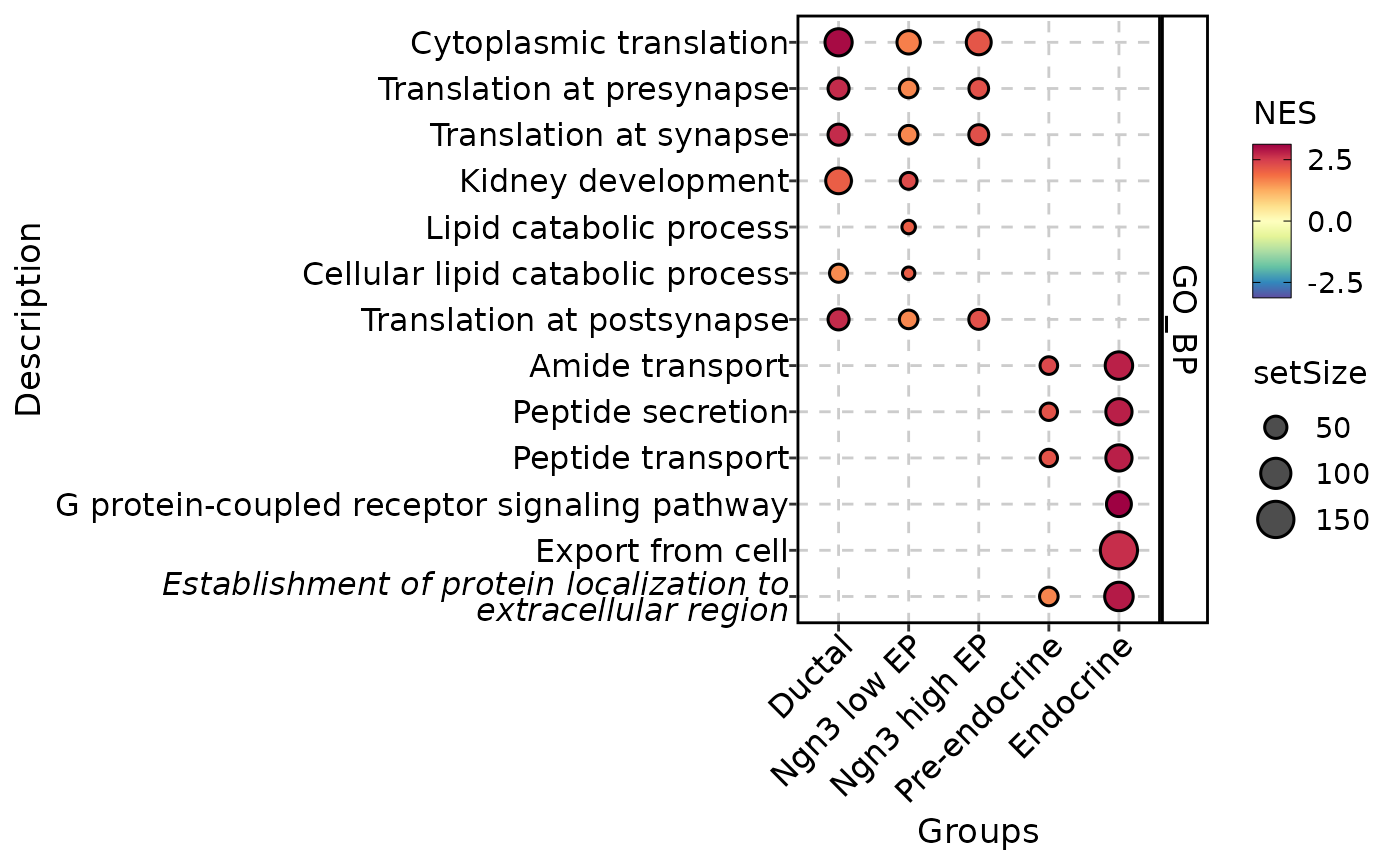 Description
Cytoplasmic translation
Translation at presynapse
Translation at synapse
Kidney development
Lipid catabolic process
Cellular lipid catabolic process
Translation at postsynapse
Amide transport
Peptide secretion
Peptide transport
G protein-coupled receptor signaling pathway
Export from cell
Establishment of protein localization to
extracellular region
GO_BP
Ductal
Ngn3 low EP
Ngn3 high EP
Pre-endocrine
Endocrine
Groups
NES
2.5
0.0
-2.5
setSize
50
100
150